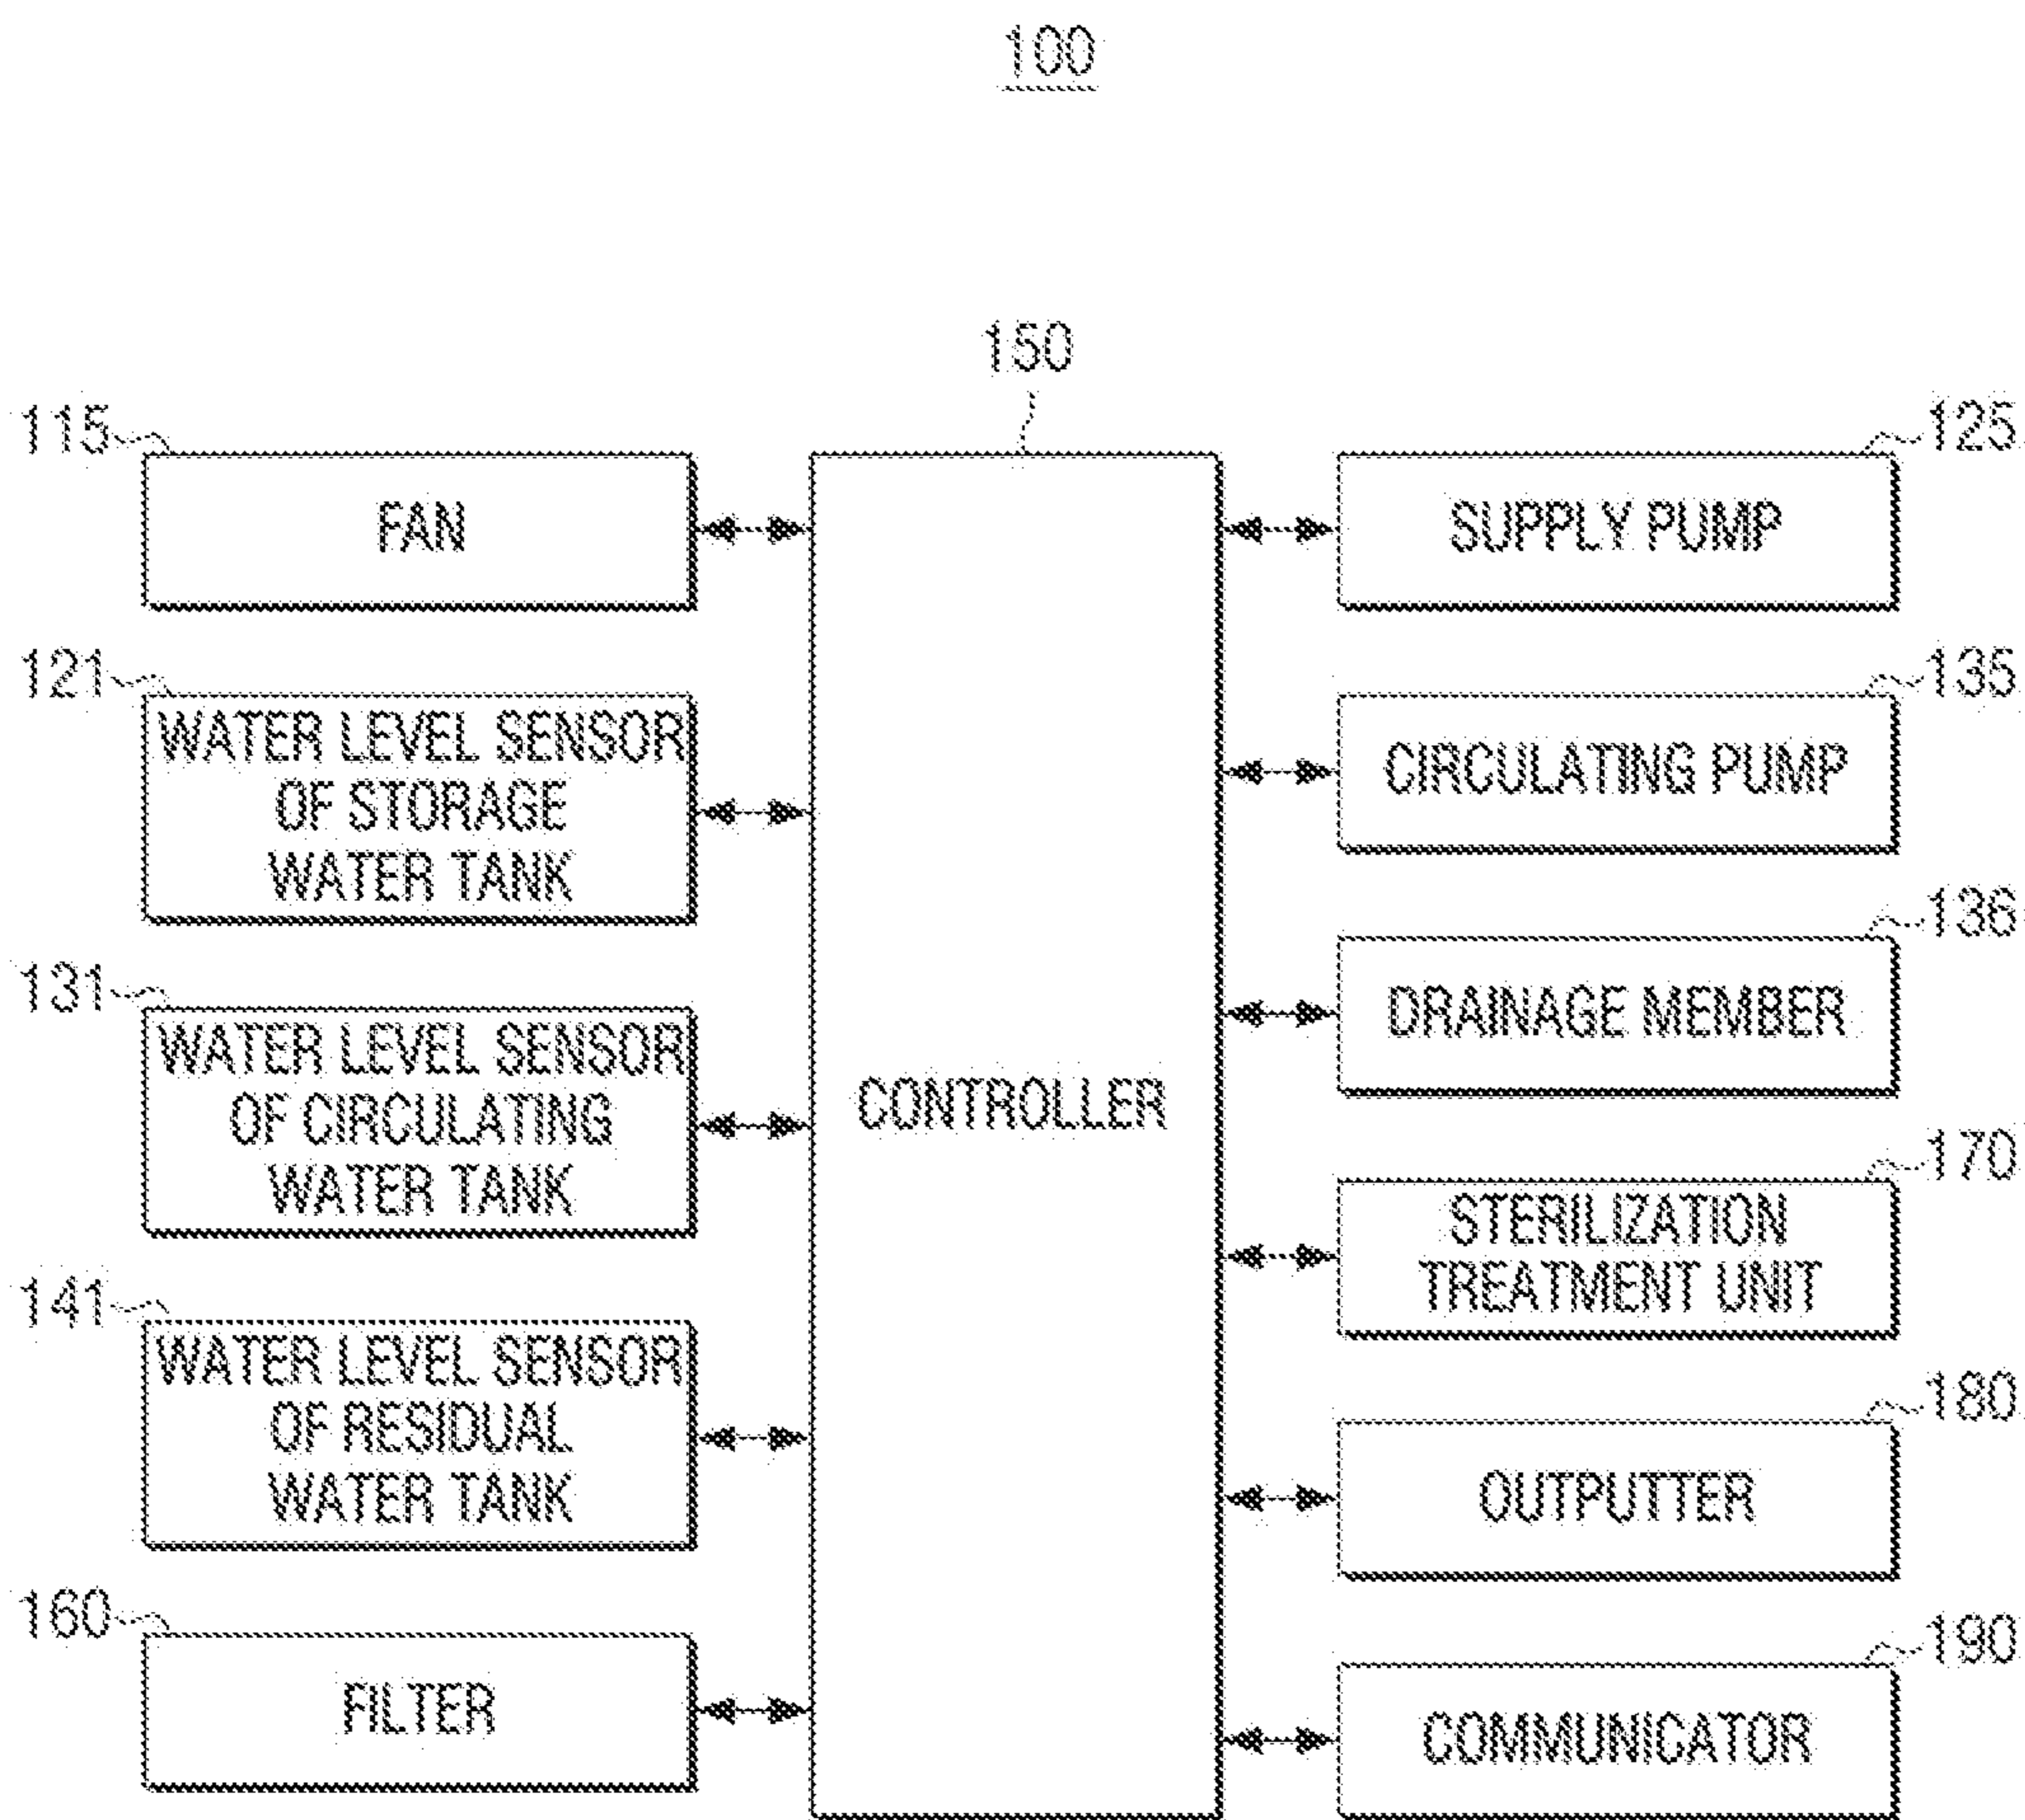 100
150
115
FAN
121
WATER LEVEL SENSOR
OF STORAGE
WATER TANK
131
WATER LEVEL SENSOR
OF CIRCULATING
WATER TANK
141
WATER LEVEL SENSOR
OF RESIDUAL
WATER TANK
160
FILTER
CONTROLLER
125
SUPPLY PUMP
135
CIRCULATING PUMP
136
DRAINAGE MEMBER
170
STERILIZATION
TREATMENT UNIT
180
OUTPUTTER
190
COMMUNICATOR